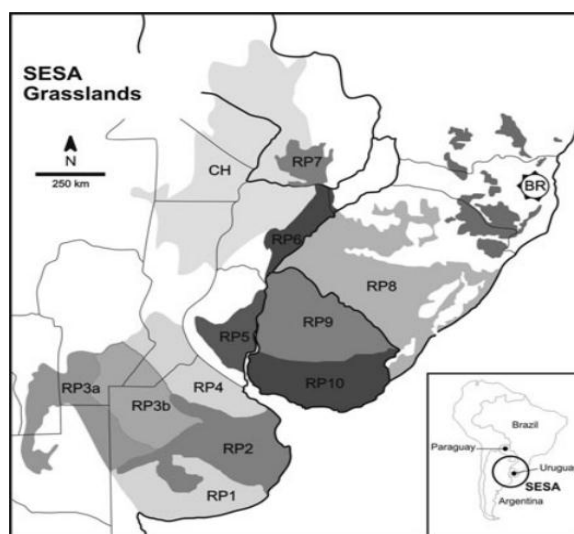 SESA
Grasslands
N
250 km
CH
RP7
BR
RP6
RP8
RP9
RP5
RP10
RP3a
RP4
RP3b
RP2
RP1
Brazil
Paraguay
Uruguay
SESA
Argentina